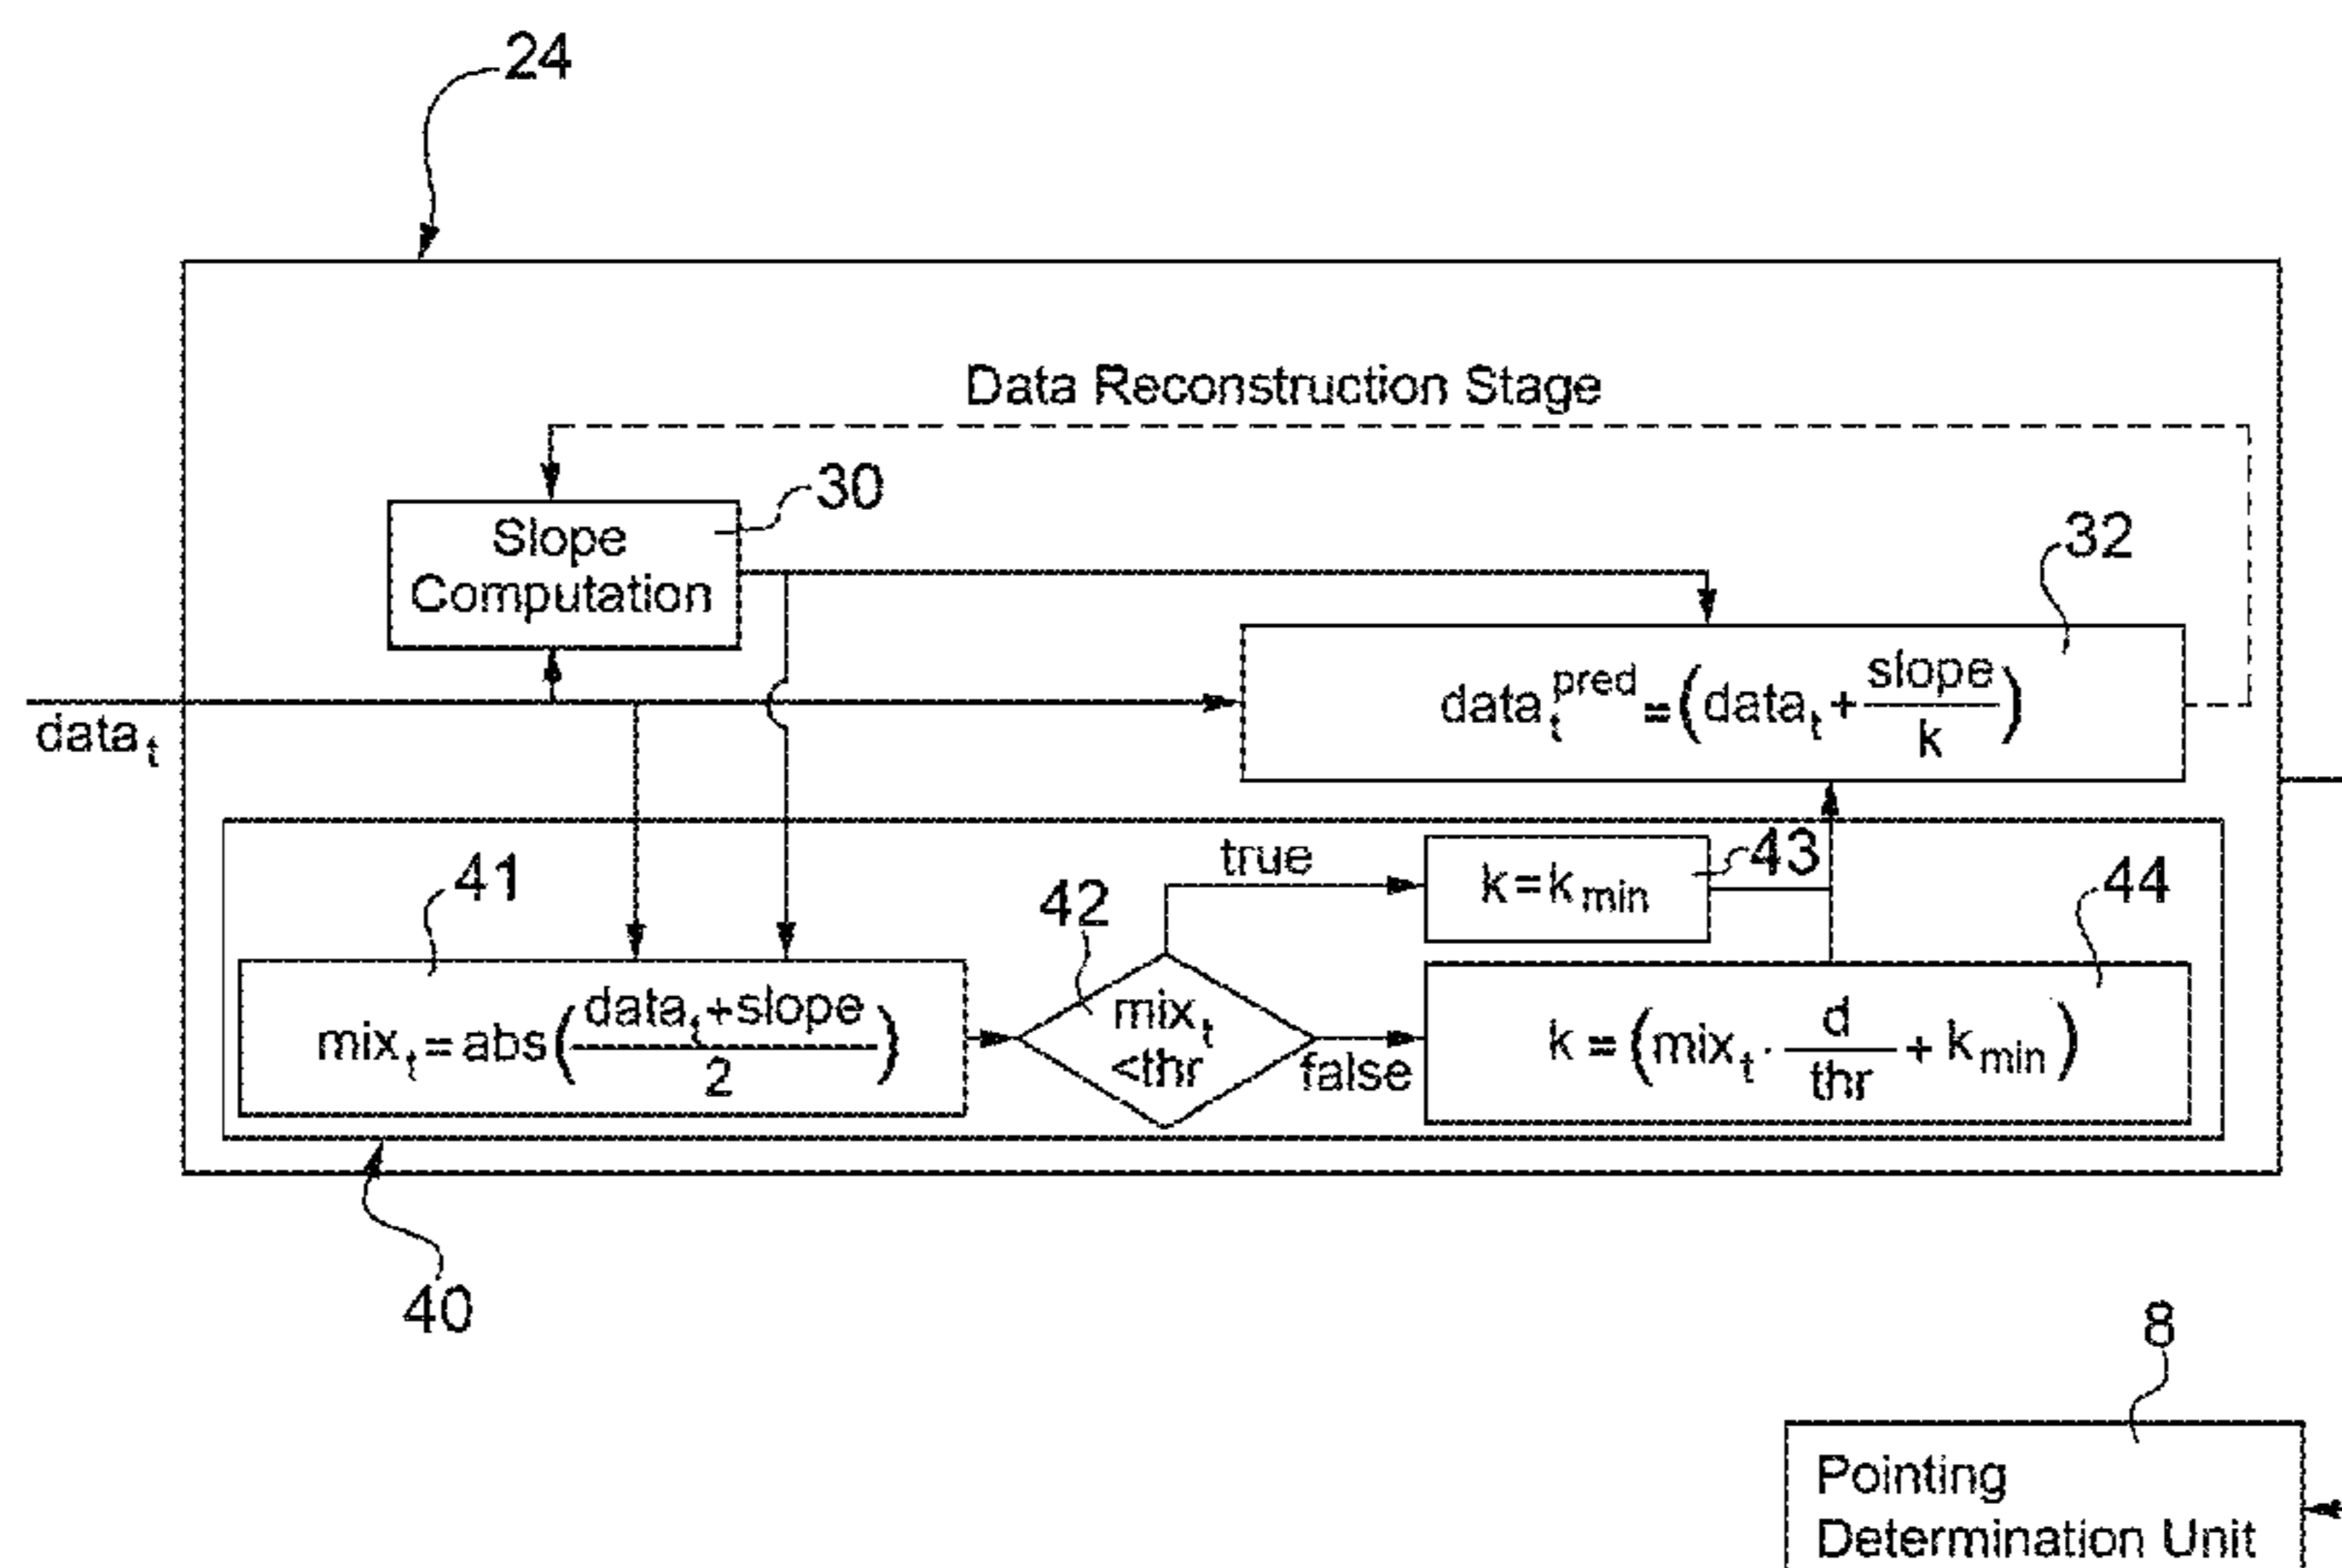 24
Data Reconstruction Stage
30
Slope
Computation
32
data_t^pred = (data_t + slope/k)
data_t
41
mix_t = abs((data_t + slope)/2)
42
mix_t
<thr
true
false
43
k = k_min
44
k = (mix_t · d/thr + k_min)
40
8
Pointing
Determination Unit